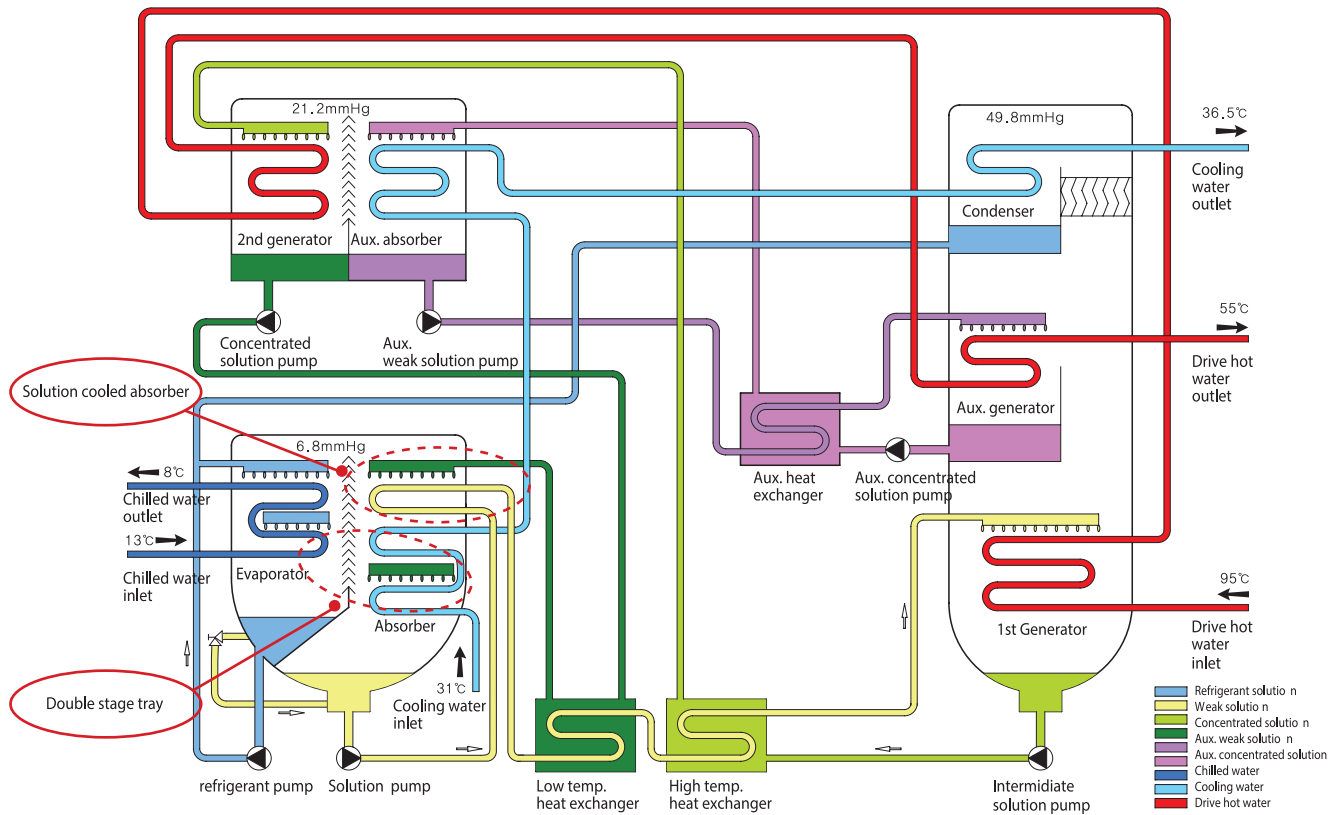 21.2mmHg
2nd generator
Aux. absorber
Concentrated
solution pump
Aux.
weak solution pump
49.8mmHg
Condenser
36.5℃
Cooling
water
outlet
55℃
Drive hot
water
outlet
Aux. generator
Aux. heat
exchanger
Aux. concentrated
solution pump
Solution cooled absorber
6.8mmHg
8℃
Chilled water
outlet
13℃
Chilled water
inlet
Evaporator
Absorber
31℃
Cooling water
inlet
Double stage tray
refrigerant pump
Solution pump
Low temp.
heat exchanger
High temp.
heat exchanger
1st Generator
95℃
Drive hot
water
inlet
Intermidiate
solution pump
Refrigerant solutio n
Weak solutio n
Concentrated solutio n
Aux. weak solutio n
Aux. concentrated solution
Chilled water
Cooling water
Drive hot water